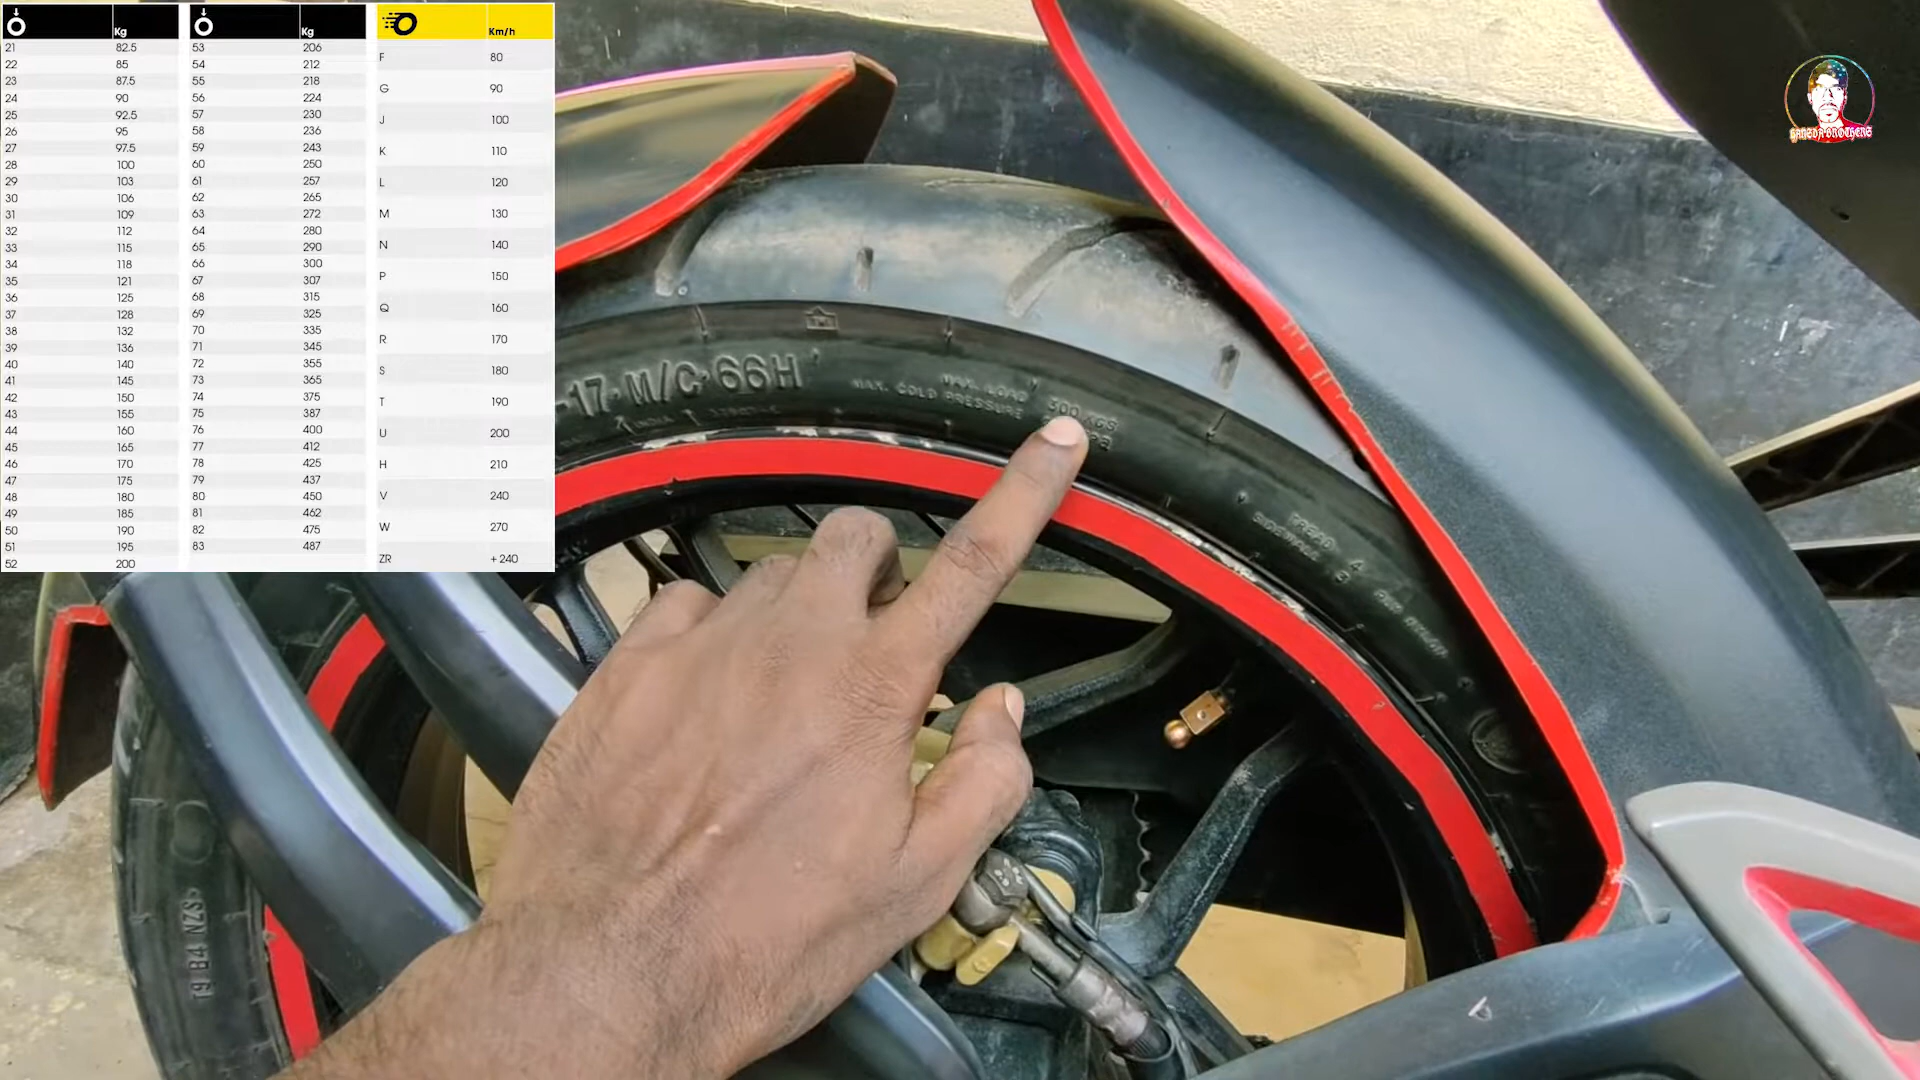 Kg
21 82.5
22 85
23 87.5
24 90
25 92.5
26 95
27 97.5
28 100
29 103
30 106
31 109
32 112
33 115
34 118
35 121
36 125
37 128
38 132
39 136
40 140
41 145
42 150
43 155
44 160
45 165
46 170
47 175
48 180
49 185
50 190
51 195
52 200
Kg
53 206
54 212
55 218
56 224
57 230
58 236
59 243
60 250
61 257
62 265
63 272
64 280
65 290
66 300
67 307
68 315
69 325
70 335
71 345
72 355
73 365
74 375
75 387
76 400
77 412
78 425
79 437
80 450
81 462
82 475
83 487
Km/h
F 80
G 90
J 100
K 110
L 120
M 130
N 140
P 150
Q 160
R 170
S 180
T 190
U 200
H 210
V 240
W 270
ZR +240
BANSDA BROTHERS
-17·M/C·66H
MAX. LOAD 300 KGS
MAX. COLD PRESSURE
TREAD 4
SIDEWALL